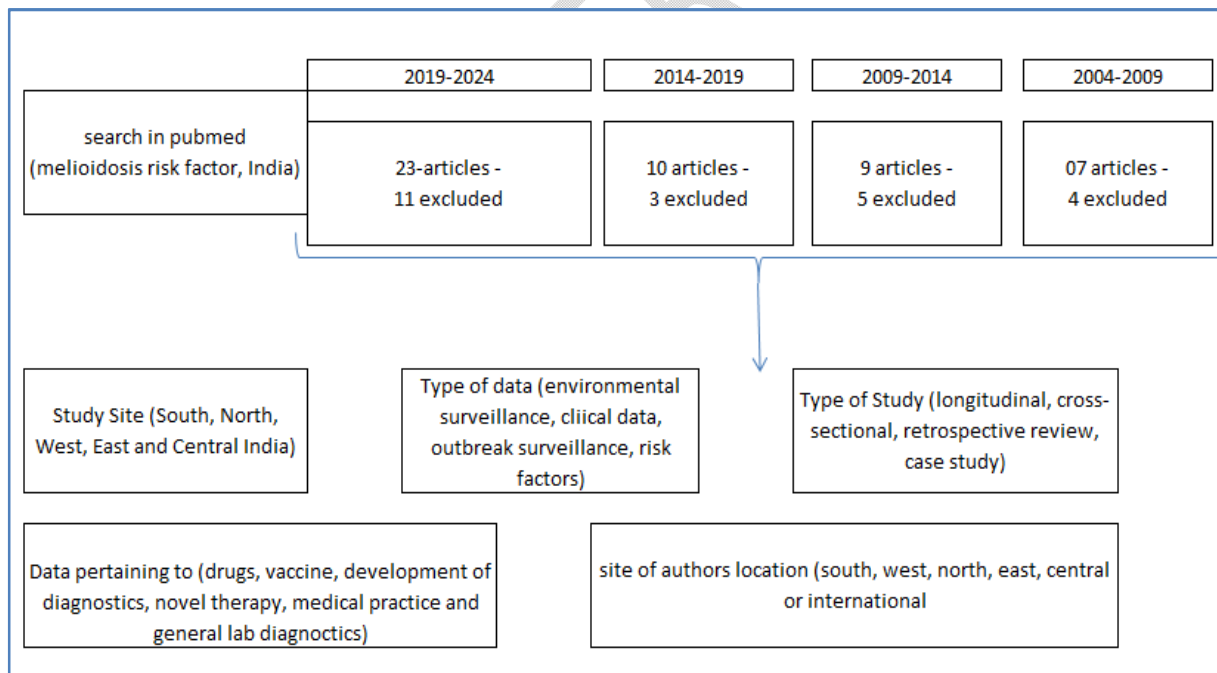 2019-2024
2014-2019
2009-2014
2004-2009
search in pubmed
(melioidosis risk factor, India)
23-articles -
11 excluded
10 articles -
3 excluded
9 articles -
5 excluded
07 articles -
4 excluded
Study Site (South, North,
West, East and Central India)
Type of data (environmental
surveillance, cliical data,
outbreak surveillance, risk
factors)
Type of Study (longitudinal, cross-
sectional, retrospective review,
case study)
Data pertaining to (drugs, vaccine, development of
diagnostics, novel therapy, medical practice and
general lab diagnoctics)
site of authors location (south, west, north, east, central
or international